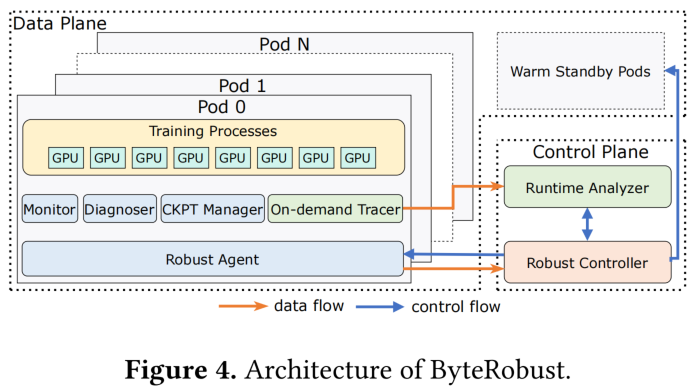 Data Plane
Pod N
Pod 1
Pod 0
Training Processes
GPU GPU GPU GPU GPU GPU GPU GPU
Monitor Diagnoser CKPT Manager On-demand Tracer
Robust Agent
Warm Standby Pods
Control Plane
Runtime Analyzer
Robust Controller
data flow control flow
Figure 4. Architecture of ByteRobust.